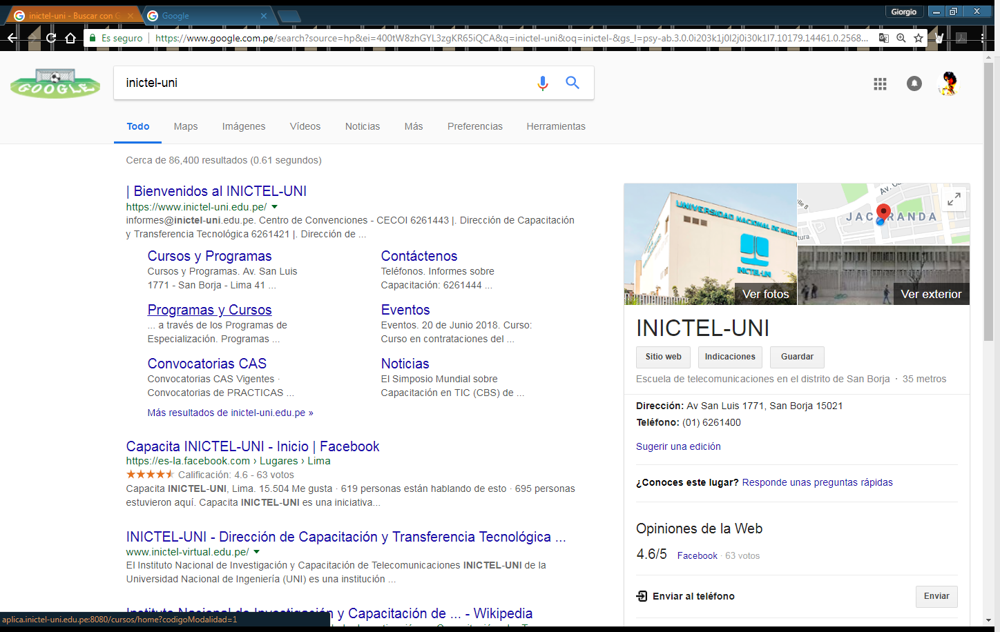 inictel-uni - Buscar con G
Google
Giorgio
Es seguro
https://www.google.com.pe/search?source=hp&ei=400tW8zhGYL3zgKR65iQCA&q=inictel-uni&oq=inictel-&gs_l=psy-ab.3.0.0i203k1j0l2j0i30k1l7.10179.14461.0.2568...
GOOGLE
inictel-uni
Todo
Maps
Imágenes
Vídeos
Noticias
Más
Preferencias
Herramientas
Cerca de 86,400 resultados (0.61 segundos)
| Bienvenidos al INICTEL-UNI
https://www.inictel-uni.edu.pe/
informes@inictel-uni.edu.pe. Centro de Convenciones - CECOI 6261443 |. Dirección de Capacitación
y Transferencia Tecnológica 6261421 |. Dirección de ...
Cursos y Programas
Cursos y Programas. Av. San Luis
1771 - San Borja - Lima 41 ...
Contáctenos
Teléfonos. Informes sobre
Capacitación: 6261444 ...
Programas y Cursos
... a través de los Programas de
Especialización. Programas ...
Eventos
Eventos. 20 de Junio 2018. Curso:
Curso en contrataciones del ...
Convocatorias CAS
Convocatorias CAS Vigentes ·
Convocatorias de PRACTICAS ...
Noticias
El Simposio Mundial sobre
Capacitación en TIC (CBS) de ...
Más resultados de inictel-uni.edu.pe »
Capacita INICTEL-UNI - Inicio | Facebook
https://es-la.facebook.com › Lugares › Lima
Calificación: 4.6 - 63 votos
Capacita INICTEL-UNI, Lima. 15.504 Me gusta · 619 personas están hablando de esto · 695 personas
estuvieron aquí. Capacita INICTEL-UNI es una iniciativa...
INICTEL-UNI - Dirección de Capacitación y Transferencia Tecnológica ...
www.inictel-virtual.edu.pe/
El Instituto Nacional de Investigación y Capacitación de Telecomunicaciones INICTEL-UNI de la
Universidad Nacional de Ingeniería (UNI) es una institución ...
Instituto Nacional de Investigación y Capacitación de ... - Wikipedia
aplica.inictel-uni.edu.pe:8080/cursos/home?codigoModalidad=1
UNIVERSIDAD NACIONAL DE INGE
INICTEL-UNI
Ver fotos
JACARANDA
Ver exterior
INICTEL-UNI
Sitio web
Indicaciones
Guardar
Escuela de telecomunicaciones en el distrito de San Borja · 35 metros
Dirección: Av San Luis 1771, San Borja 15021
Teléfono: (01) 6261400
Sugerir una edición
¿Conoces este lugar? Responde unas preguntas rápidas
Opiniones de la Web
4.6/5 Facebook · 63 votos
Enviar al teléfono
Enviar